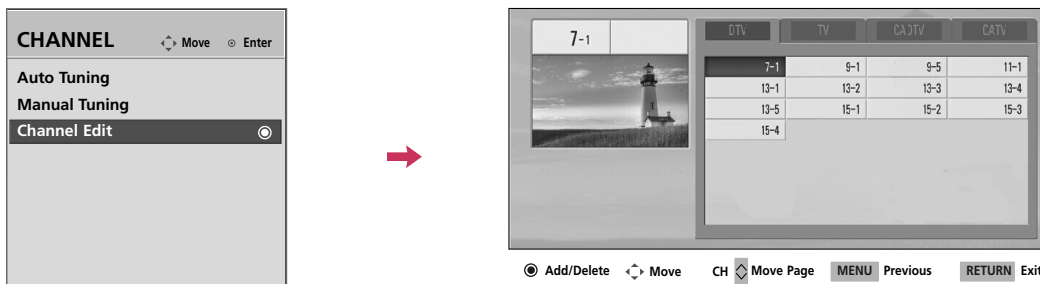 CHANNEL Move Enter
Auto Tuning
Manual Tuning
Channel Edit
7-1
DTV TV CADTV CATV
7-1 9-1 9-5 11-1
13-1 13-2 13-3 13-4
13-5 15-1 15-2 15-3
15-4
Add/Delete Move CH Move Page MENU Previous RETURN Exit